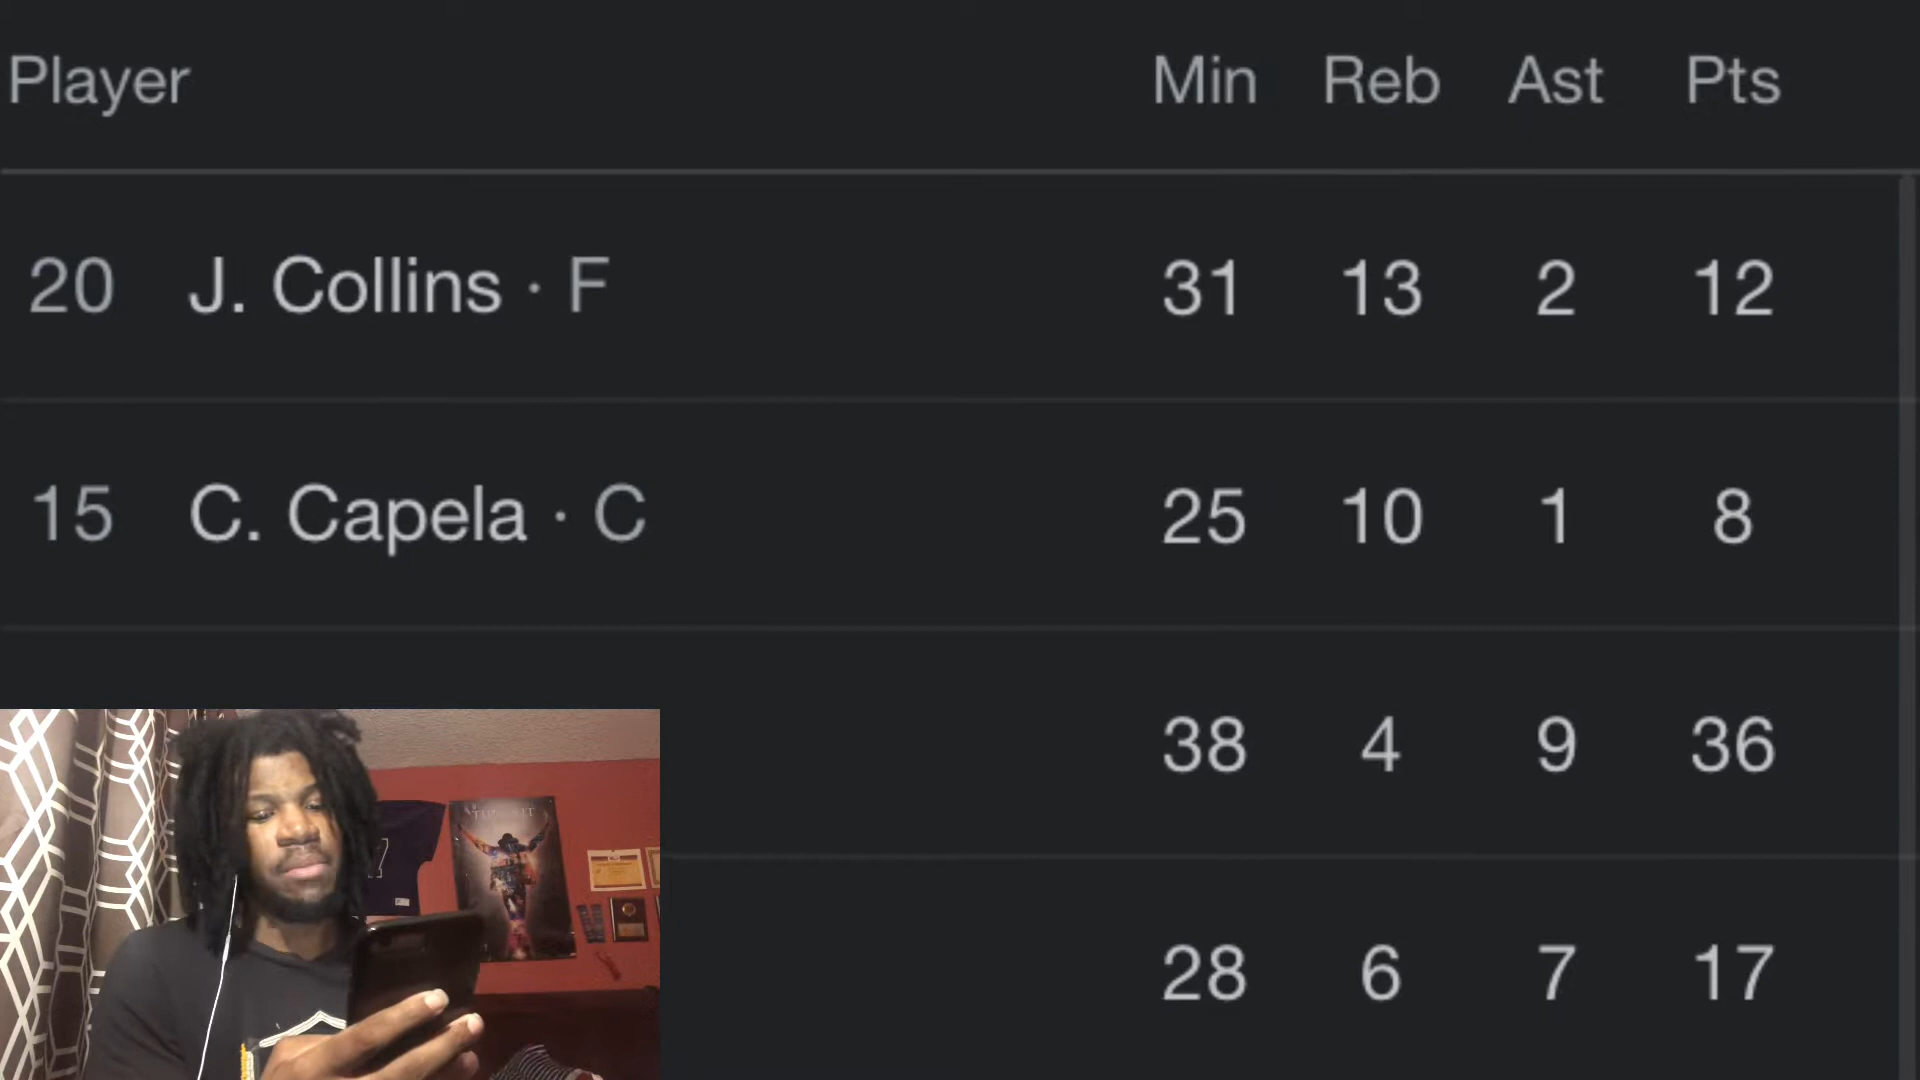 Player Min Reb Ast Pts
20 J. Collins · F 31 13 2 12
15 C. Capela · C 25 10 1 8
38 4 9 36
28 6 7 17
7